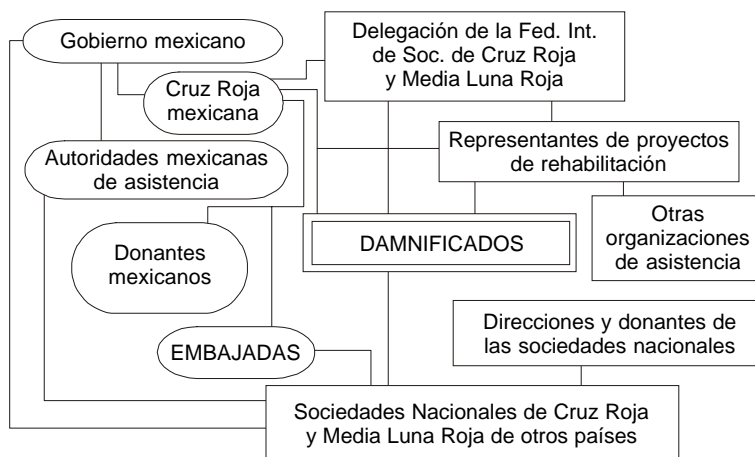 Gobierno mexicano
Delegación de la Fed. Int.
de Soc. de Cruz Roja
y Media Luna Roja
Cruz Roja
mexicana
Representantes de proyectos
de rehabilitación
Autoridades mexicanas
de asistencia
Otras
organizaciones
de asistencia
DAMNIFICADOS
Donantes
mexicanos
Direcciones y donantes de
las sociedades nacionales
EMBAJADAS
Sociedades Nacionales de Cruz Roja
y Media Luna Roja de otros países